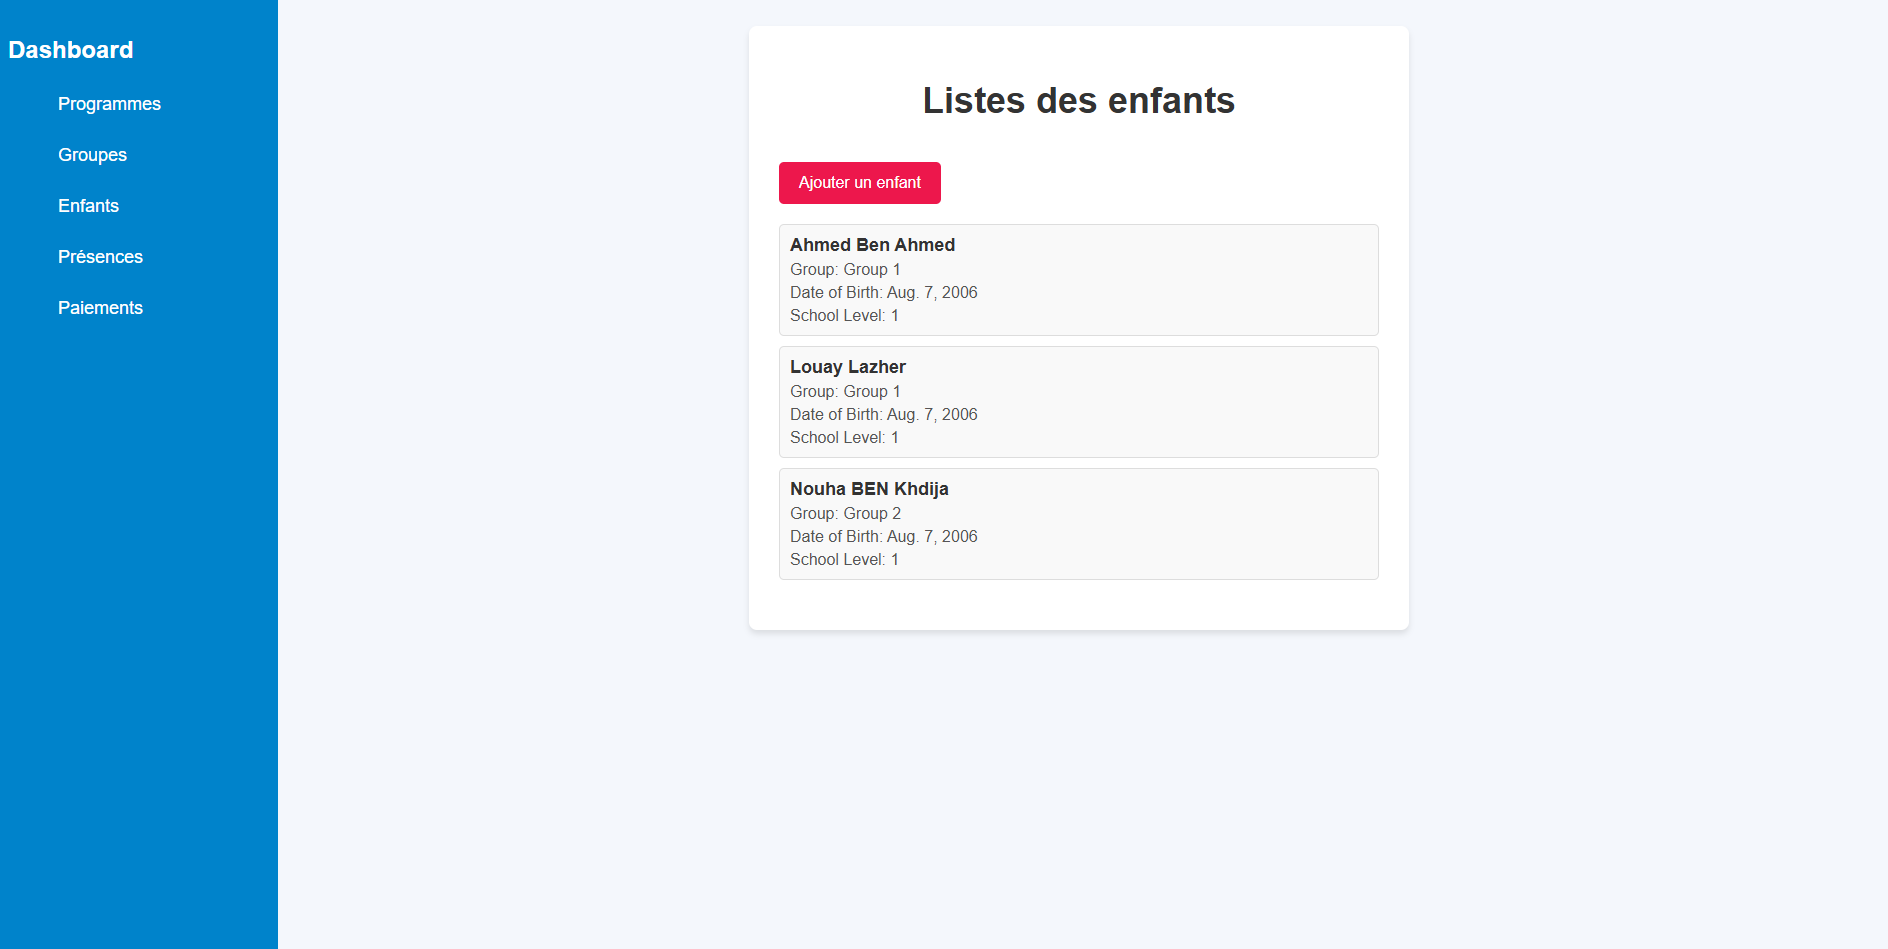 Dashboard
Programmes
Groupes
Enfants
Présences
Paiements
Listes des enfants
Ajouter un enfant
Ahmed Ben Ahmed
Group: Group 1
Date of Birth: Aug. 7, 2006
School Level: 1
Louay Lazher
Group: Group 1
Date of Birth: Aug. 7, 2006
School Level: 1
Nouha BEN Khdija
Group: Group 2
Date of Birth: Aug. 7, 2006
School Level: 1